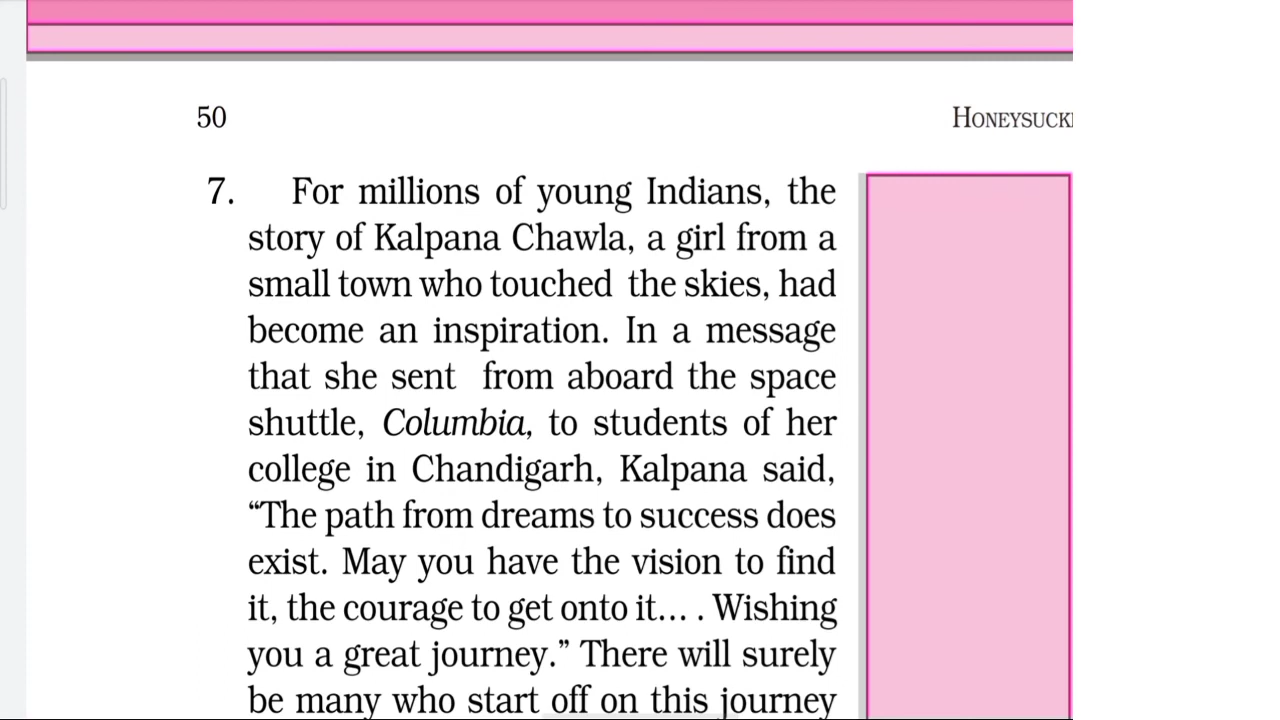 50
HONEYSUCK
7. For millions of young Indians, the
story of Kalpana Chawla, a girl from a
small town who touched the skies, had
become an inspiration. In a message
that she sent from aboard the space
shuttle, Columbia, to students of her
college in Chandigarh, Kalpana said,
“The path from dreams to success does
exist. May you have the vision to find
it, the courage to get onto it... . Wishing
you a great journey.” There will surely
be many who start off on this journey